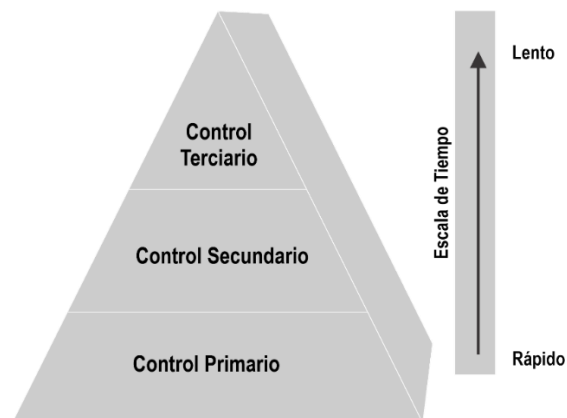 Control
Terciario
Control Secundario
Control Primario
Escala de Tiempo
Lento
Rápido